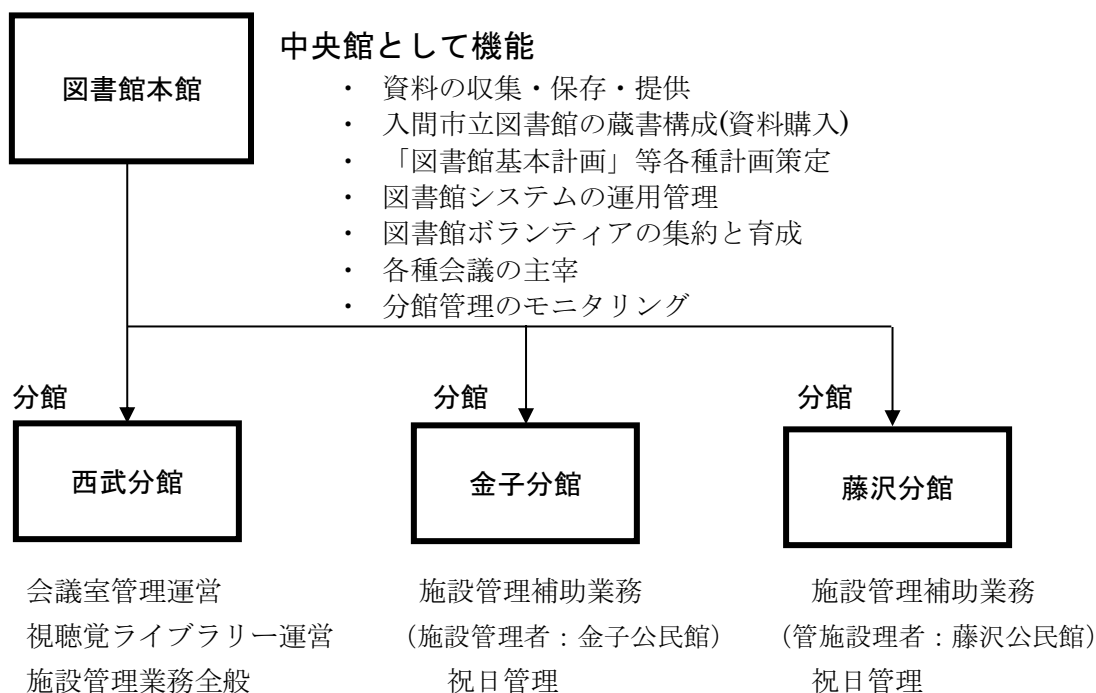 図書館本館
中央館として機能
・ 資料の収集・保存・提供
・ 入間市立図書館の蔵書構成(資料購入)
・ 「図書館基本計画」等各種計画策定
・ 図書館システムの運用管理
・ 図書館ボランティアの集約と育成
・ 各種会議の主宰
・ 分館管理のモニタリング
分館
西武分館
会議室管理運営
視聴覚ライブラリー運営
施設管理業務全般
分館
金子分館
施設管理補助業務
(施設管理者：金子公民館)
祝日管理
分館
藤沢分館
施設管理補助業務
(管施設理者：藤沢公民館)
祝日管理